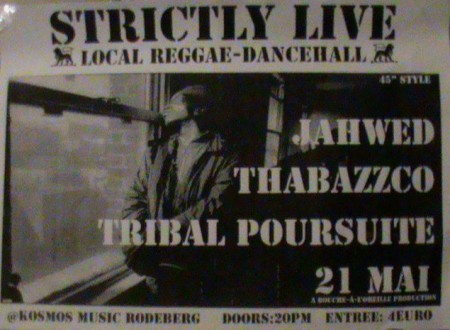 STRICTLY LIVE
LOCAL REGGAE-DANCEHALL
45" STYLE
JAHWED
THABAZZCO
TRIBAL POURSUITE
21 MAI
A BOUCHE-À-L'OREILLE PRODUCTION
@KOSMOS MUSIC RODEBERG DOORS:20PM ENTREE: 4EURO